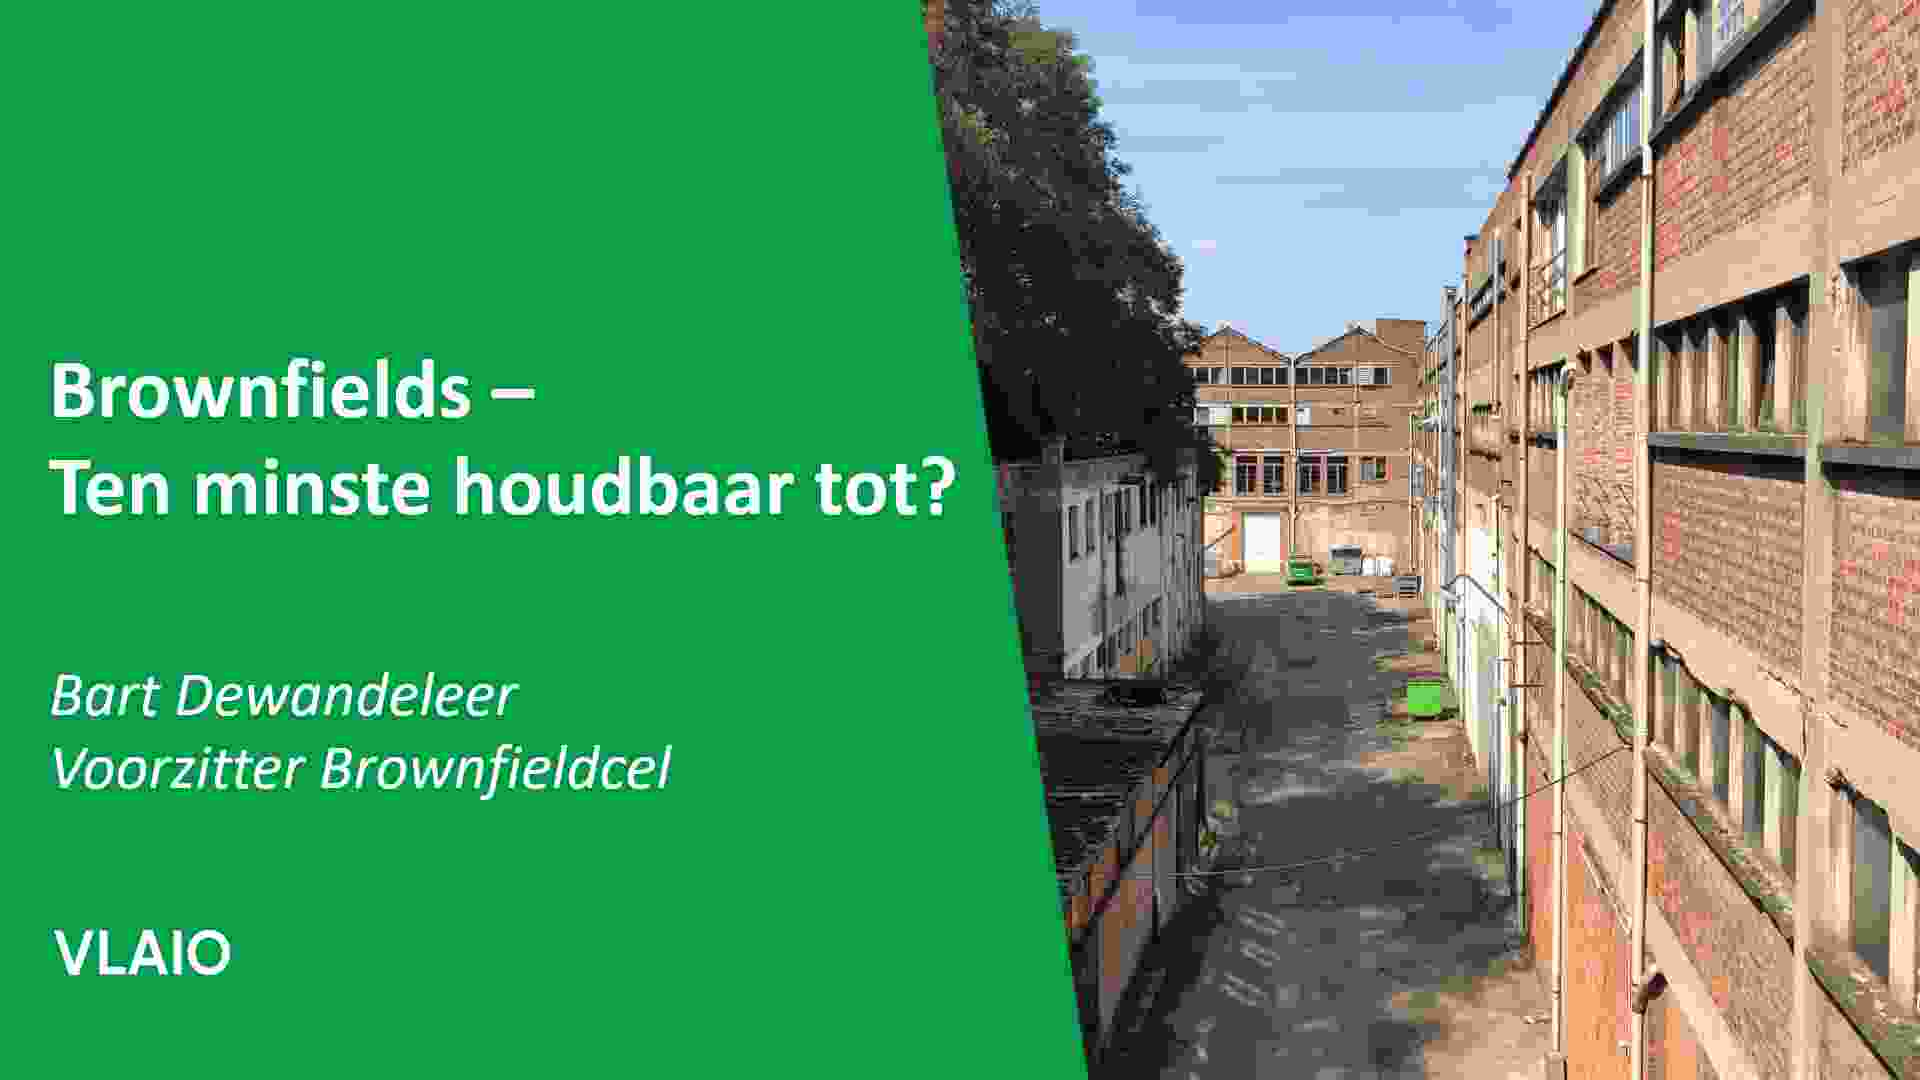 Brownfields –
Ten minste houdbaar tot?
Bart Dewandeleer
Voorzitter Brownfieldcel
VLAIO